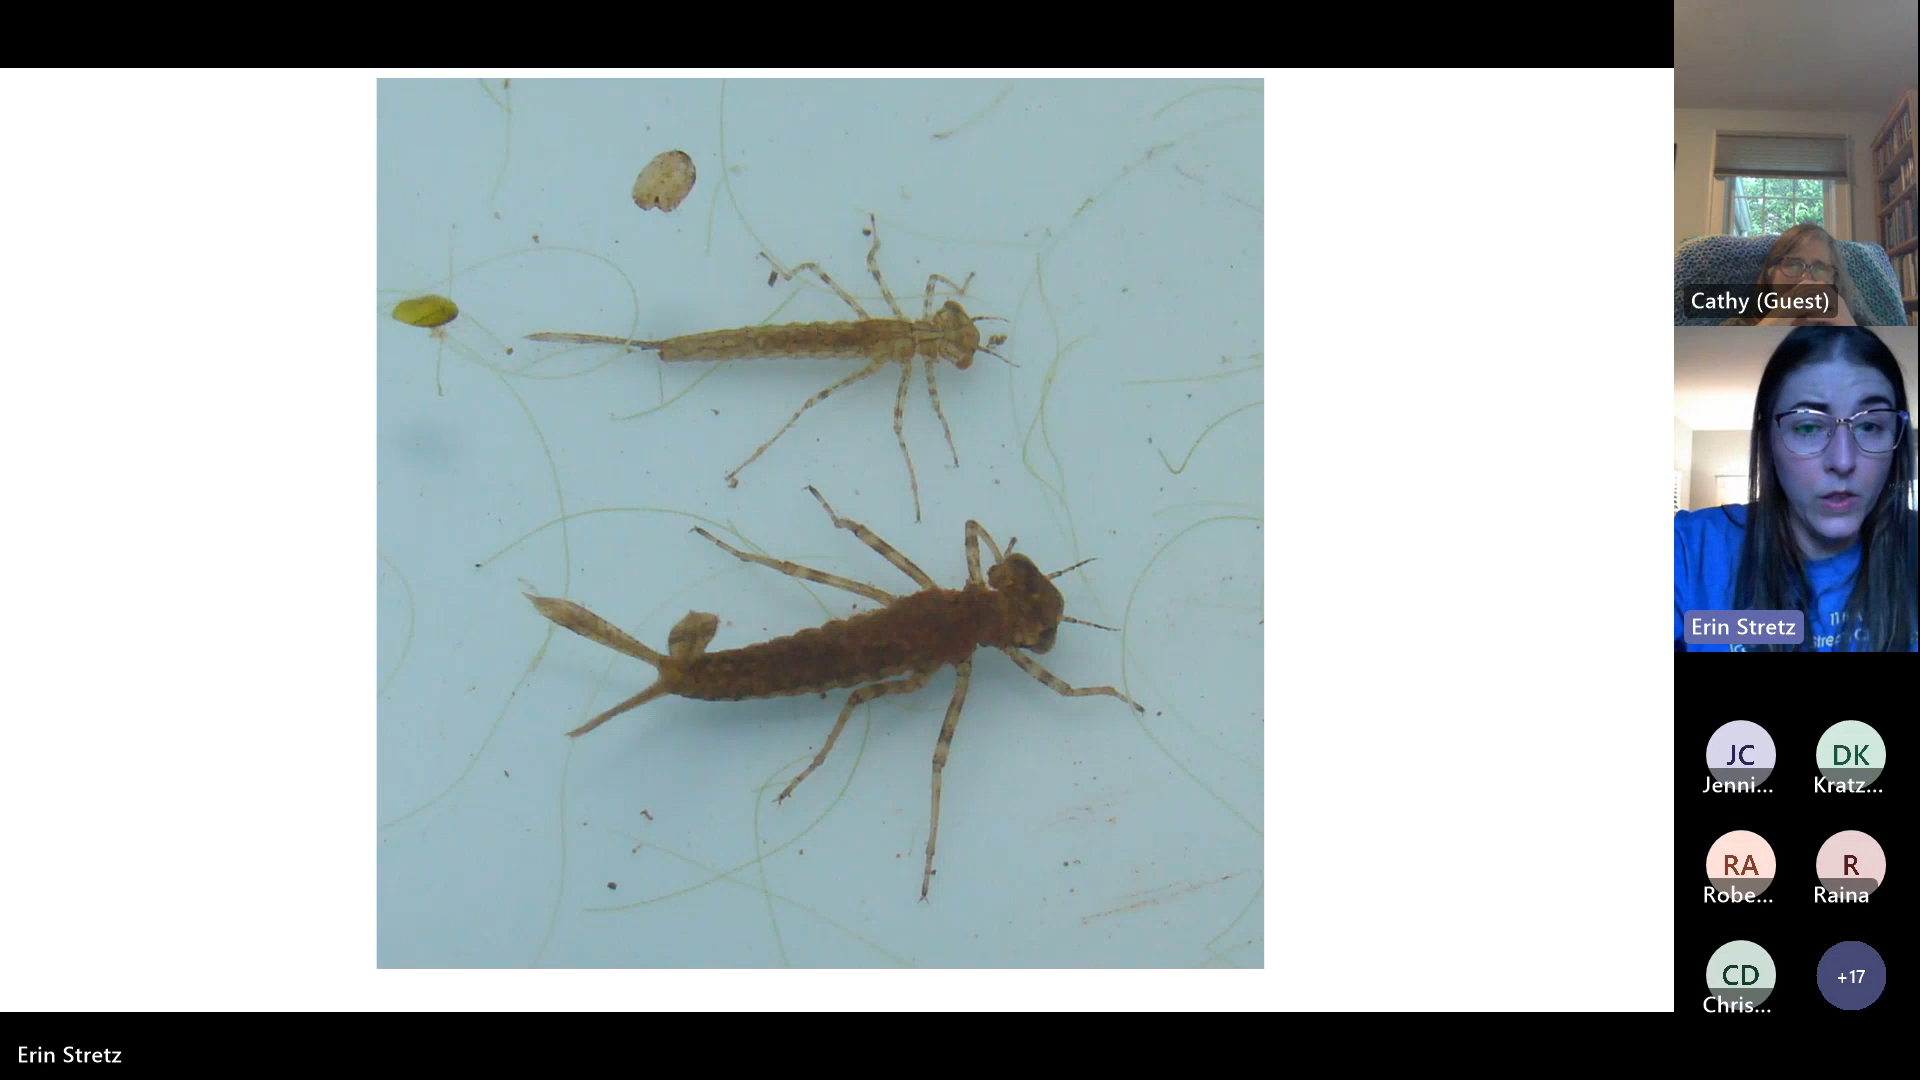 Cathy (Guest)
Erin Stretz
JC
Jenni...
DK
Kratz...
RA
Robe...
R
Raina
CD
Chris...
+17
Erin Stretz